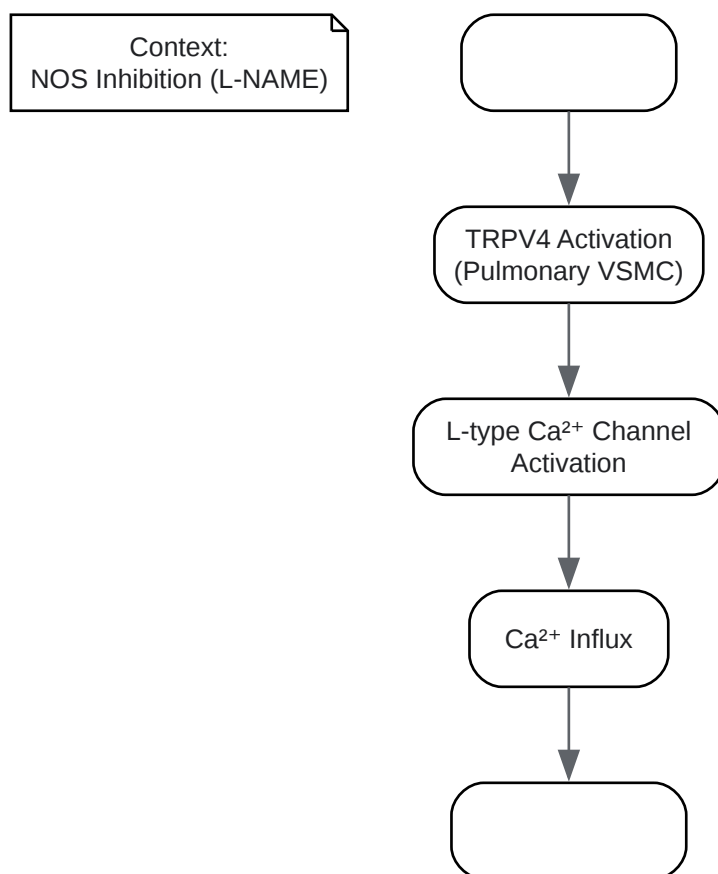 Context:
NOS Inhibition (L-NAME)
TRPV4 Activation
(Pulmonary VSMC)
L-type Ca²⁺ Channel
Activation
Ca²⁺ Influx